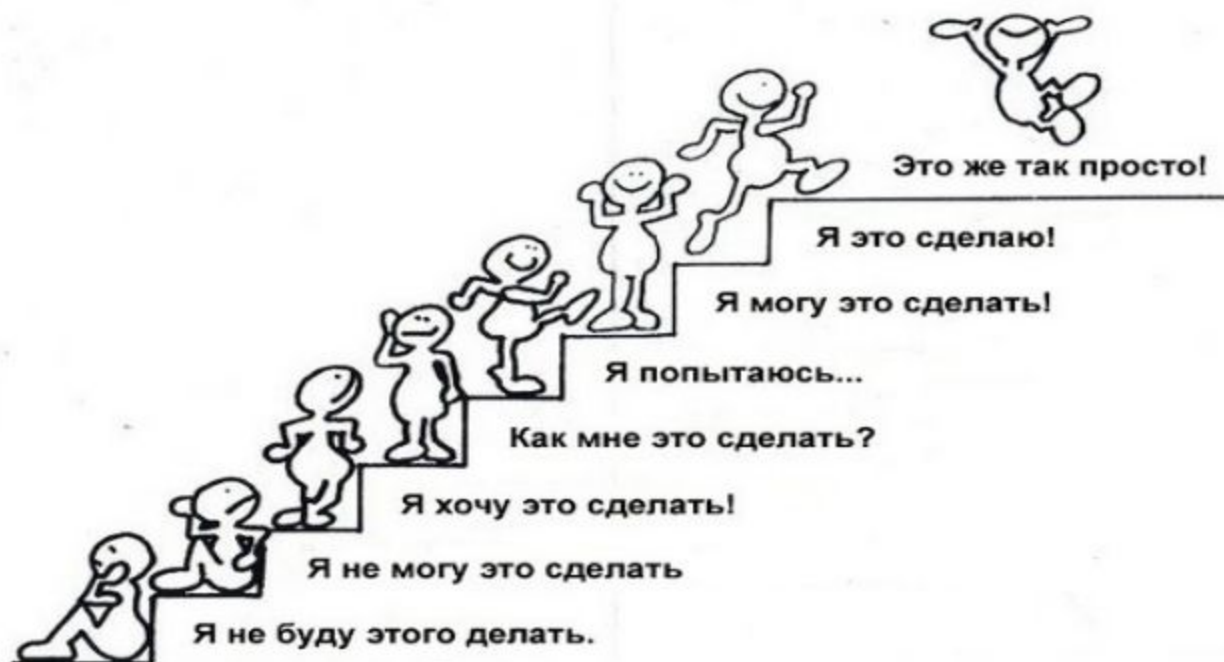 Это же так просто!
Я это сделаю!
Я могу это сделать!
Я попытаюсь...
Как мне это сделать?
Я хочу это сделать!
Я не могу это сделать
Я не буду этого делать.